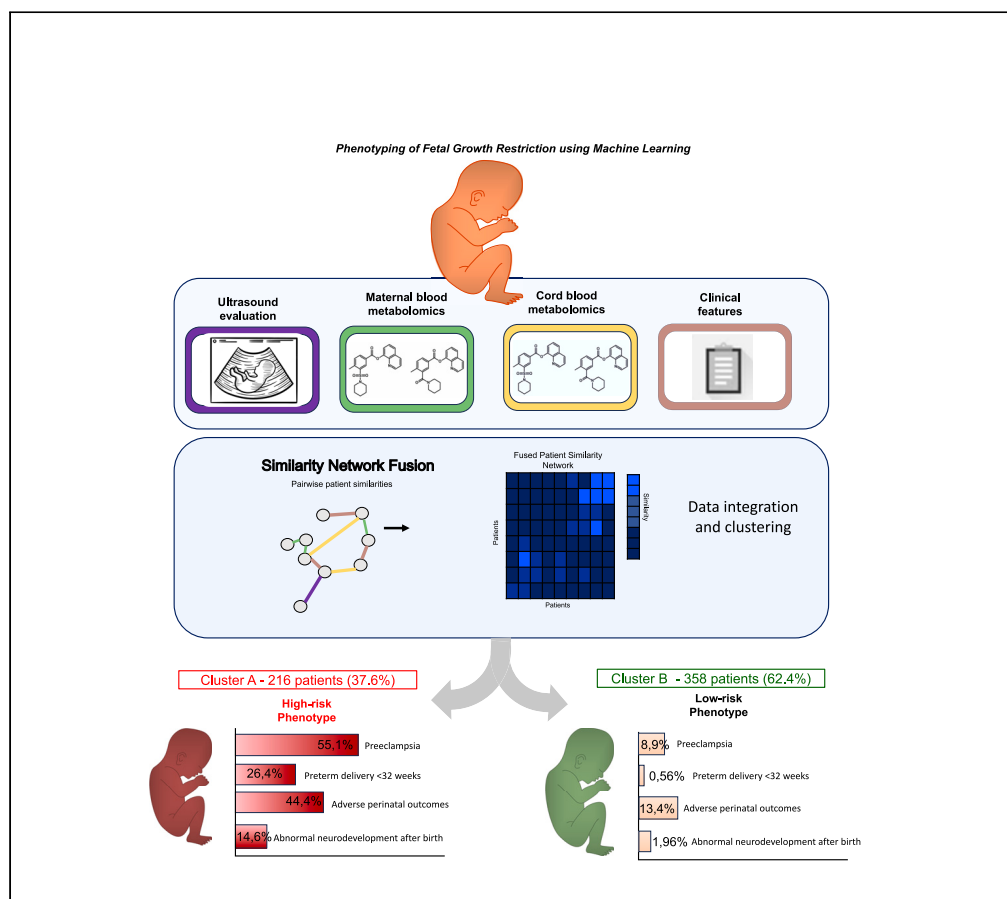 Phenotyping of Fetal Growth Restriction using Machine Learning
Ultrasound
evaluation
Maternal blood
metabolomics
Cord blood
metabolomics
Clinical
features
Similarity Network Fusion
Pairwise patient similarities
Fused Patient Similarity
Network
Patients
Patients
Similarity
Data integration
and clustering
Cluster A - 216 patients (37.6%)
High-risk
Phenotype
55,1% Preeclampsia
26,4% Preterm delivery <32 weeks
44,4% Adverse perinatal outcomes
14,6% Abnormal neurodevelopment after birth
Cluster B - 358 patients (62.4%)
Low-risk
Phenotype
8,9% Preeclampsia
0,56% Preterm delivery <32 weeks
13,4% Adverse perinatal outcomes
1,96% Abnormal neurodevelopment after birth